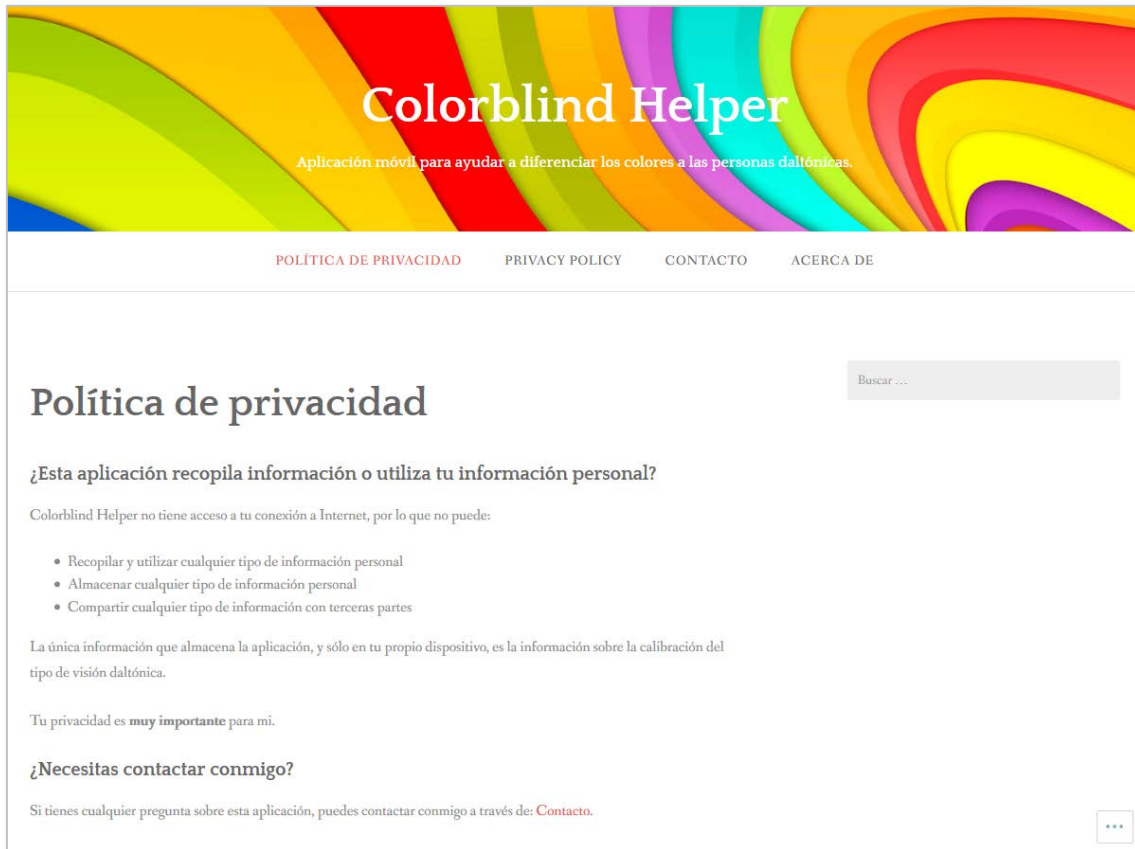 Colorblind Helper
Aplicación móvil para ayudar a diferenciar los colores a las personas daltónicas.
POLÍTICA DE PRIVACIDAD PRIVACY POLICY CONTACTO ACERCA DE
Buscar …
Política de privacidad
¿Esta aplicación recopila información o utiliza tu información personal?
Colorblind Helper no tiene acceso a tu conexión a Internet, por lo que no puede:
• Recopilar y utilizar cualquier tipo de información personal
• Almacenar cualquier tipo de información personal
• Compartir cualquier tipo de información con terceras partes
La única información que almacena la aplicación, y sólo en tu propio dispositivo, es la información sobre la calibración del
tipo de visión daltónica.
Tu privacidad es muy importante para mi.
¿Necesitas contactar conmigo?
Si tienes cualquier pregunta sobre esta aplicación, puedes contactar conmigo a través de: Contacto.